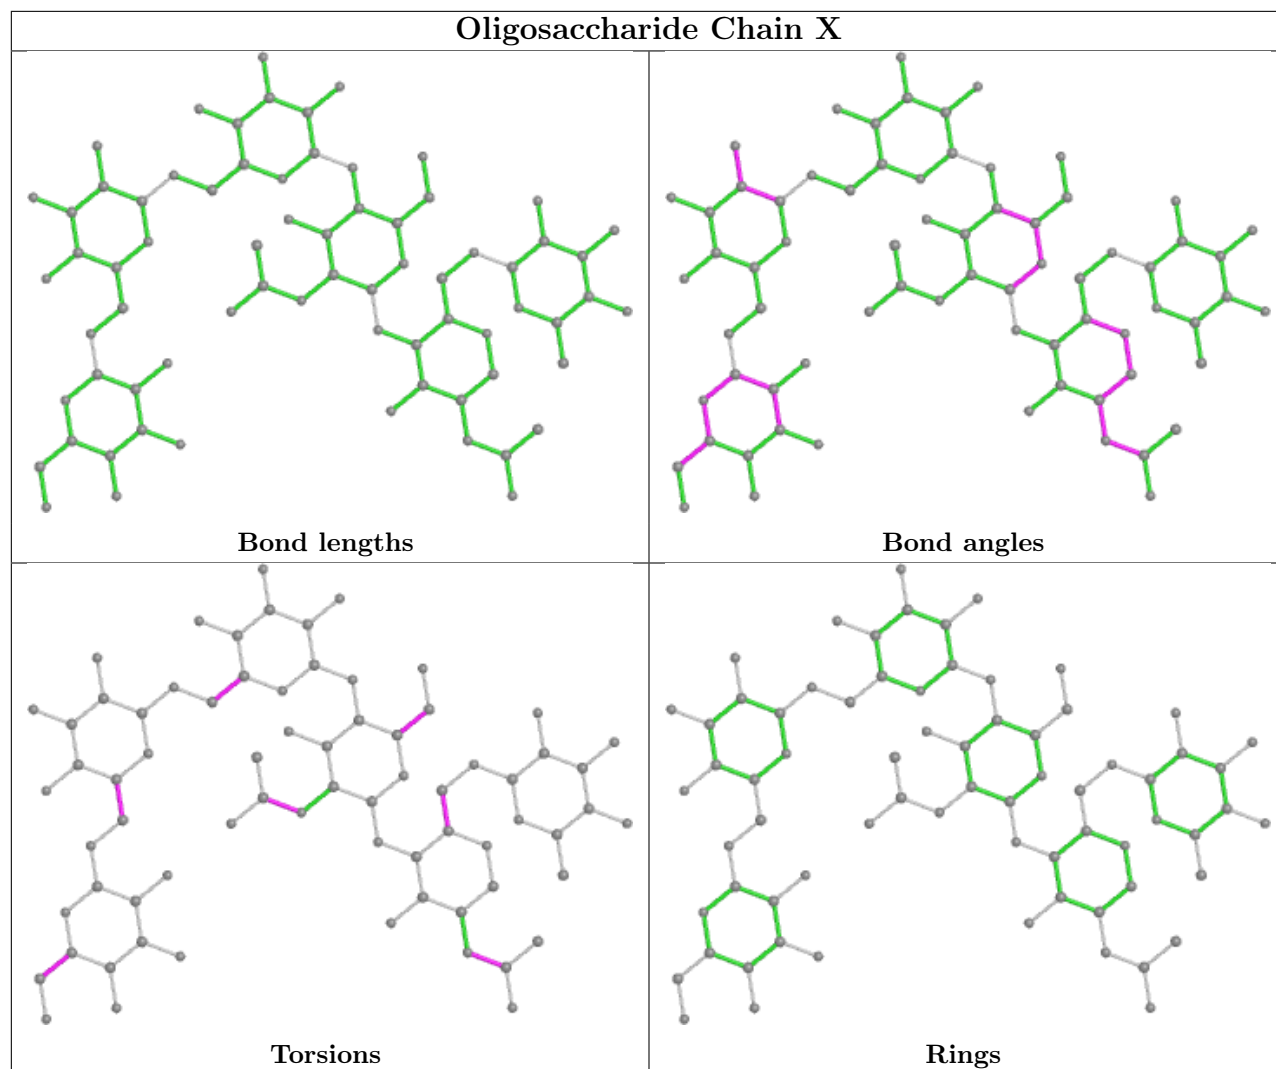 Oligosaccharide Chain X
Bond lengths
Bond angles
Torsions
Rings